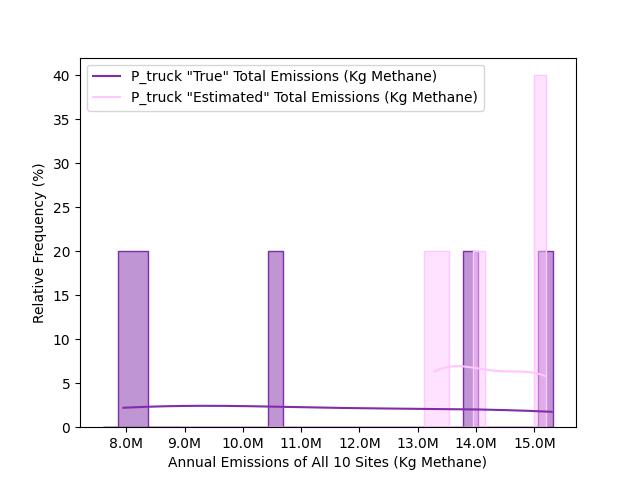 P_truck "True" Total Emissions (Kg Methane)
P_truck "Estimated" Total Emissions (Kg Methane)
40
35
30
25
20
15
10
5
0
Relative Frequency (%)
8.0M 9.0M 10.0M 11.0M 12.0M 13.0M 14.0M 15.0M
Annual Emissions of All 10 Sites (Kg Methane)